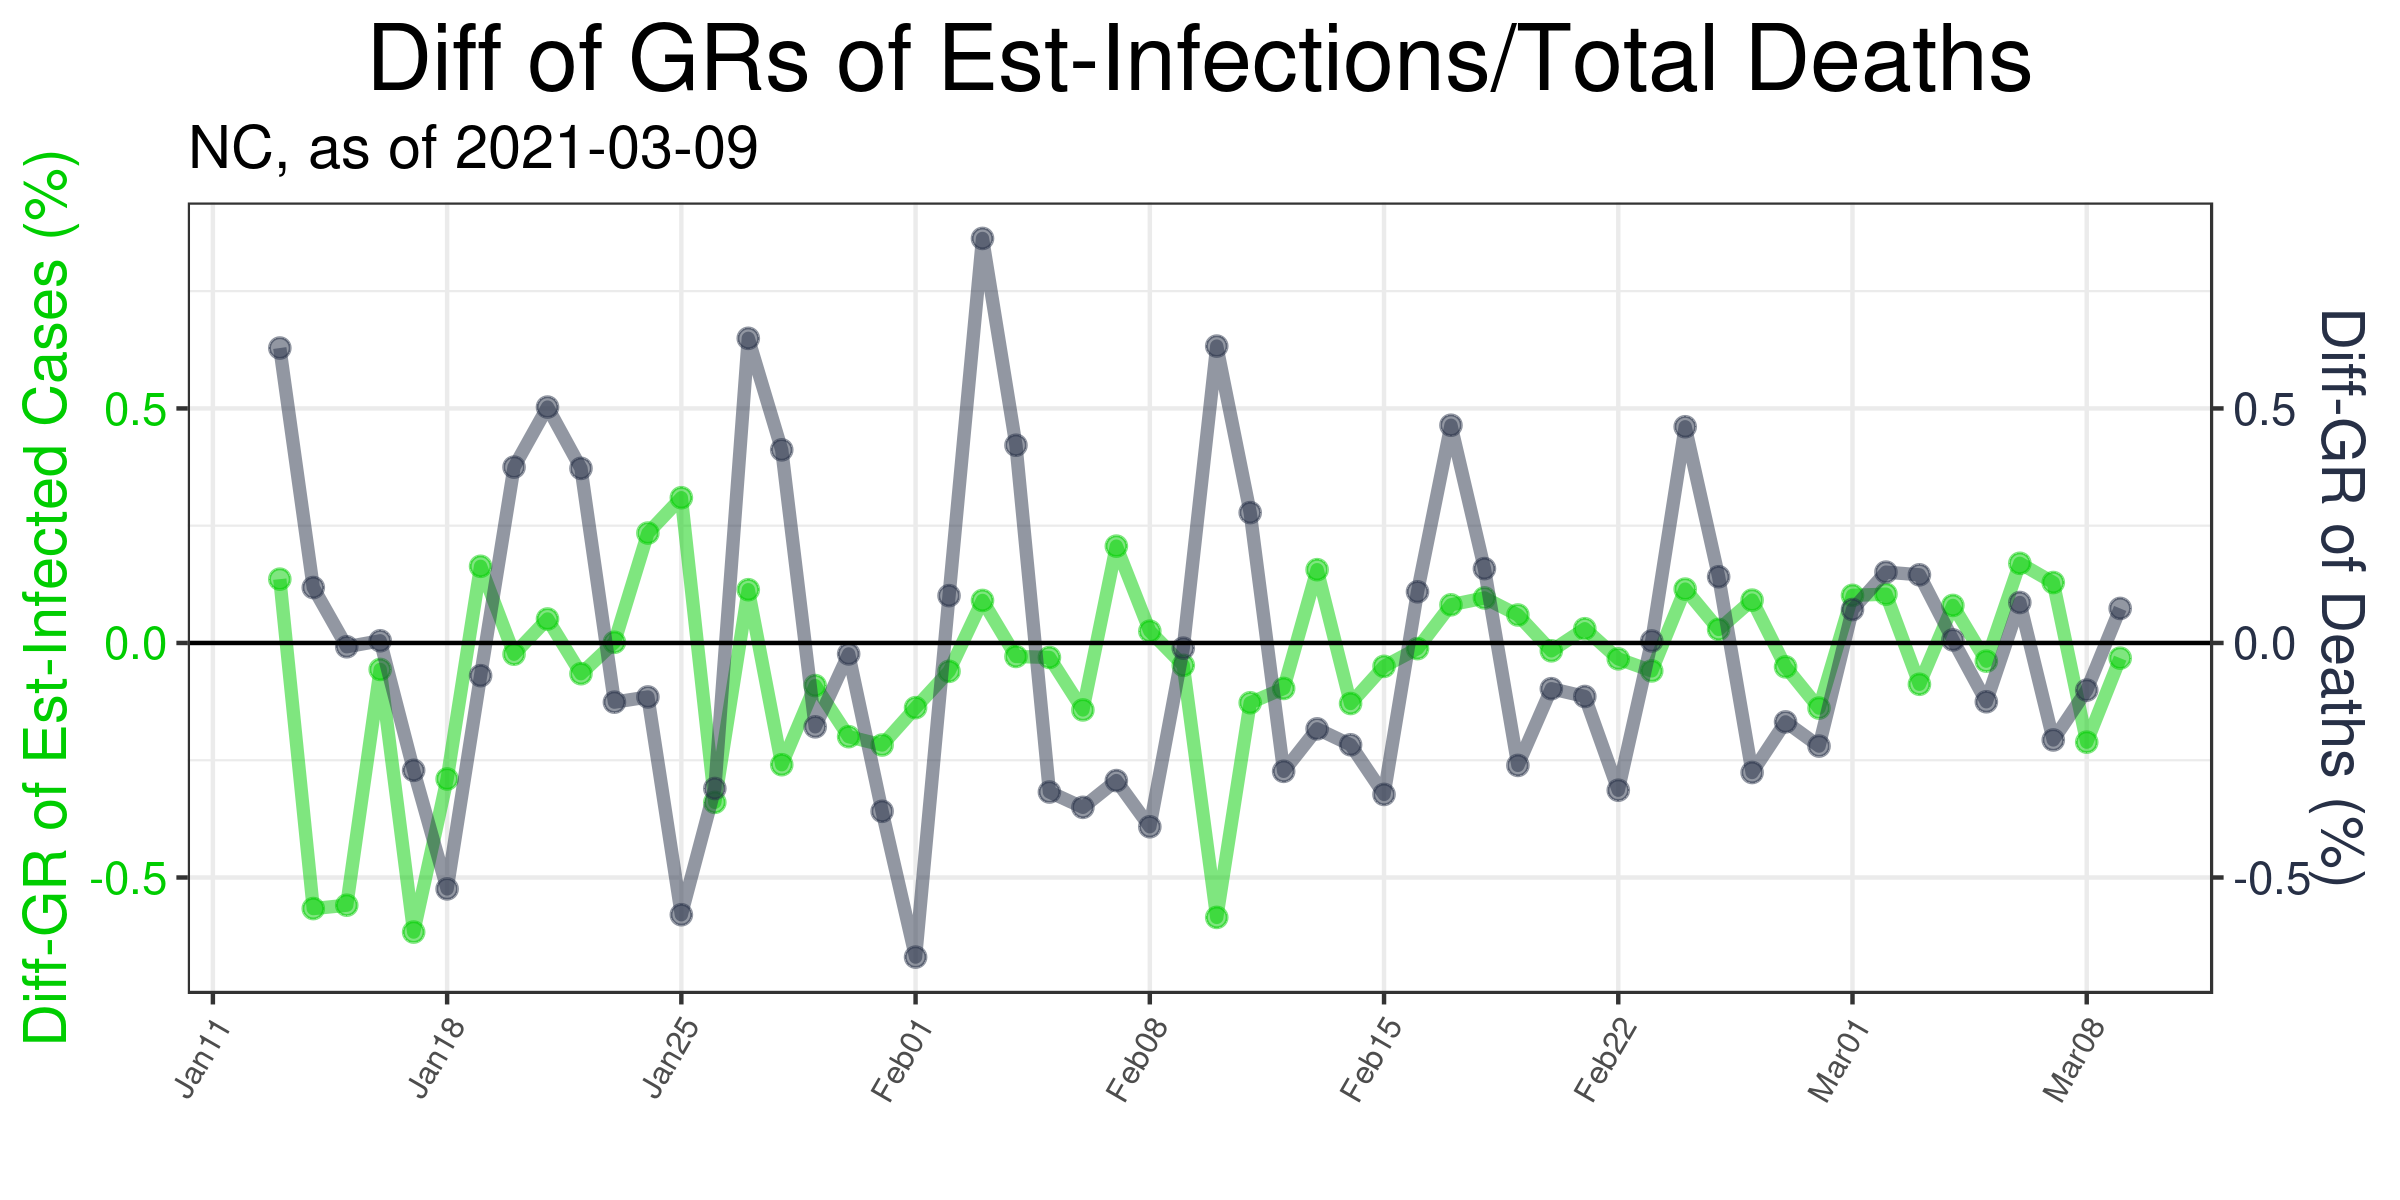 Diff of GRs of Est-Infections/Total Deaths
NC, as of 2021-03-09
Diff-GR of Est-Infected Cases (%)
0.5
0.0
-0.5
0.5
0.0
-0.5
Diff-GR of Deaths (%)
Jan11
Jan18
Jan25
Feb01
Feb08
Feb15
Feb22
Mar01
Mar08